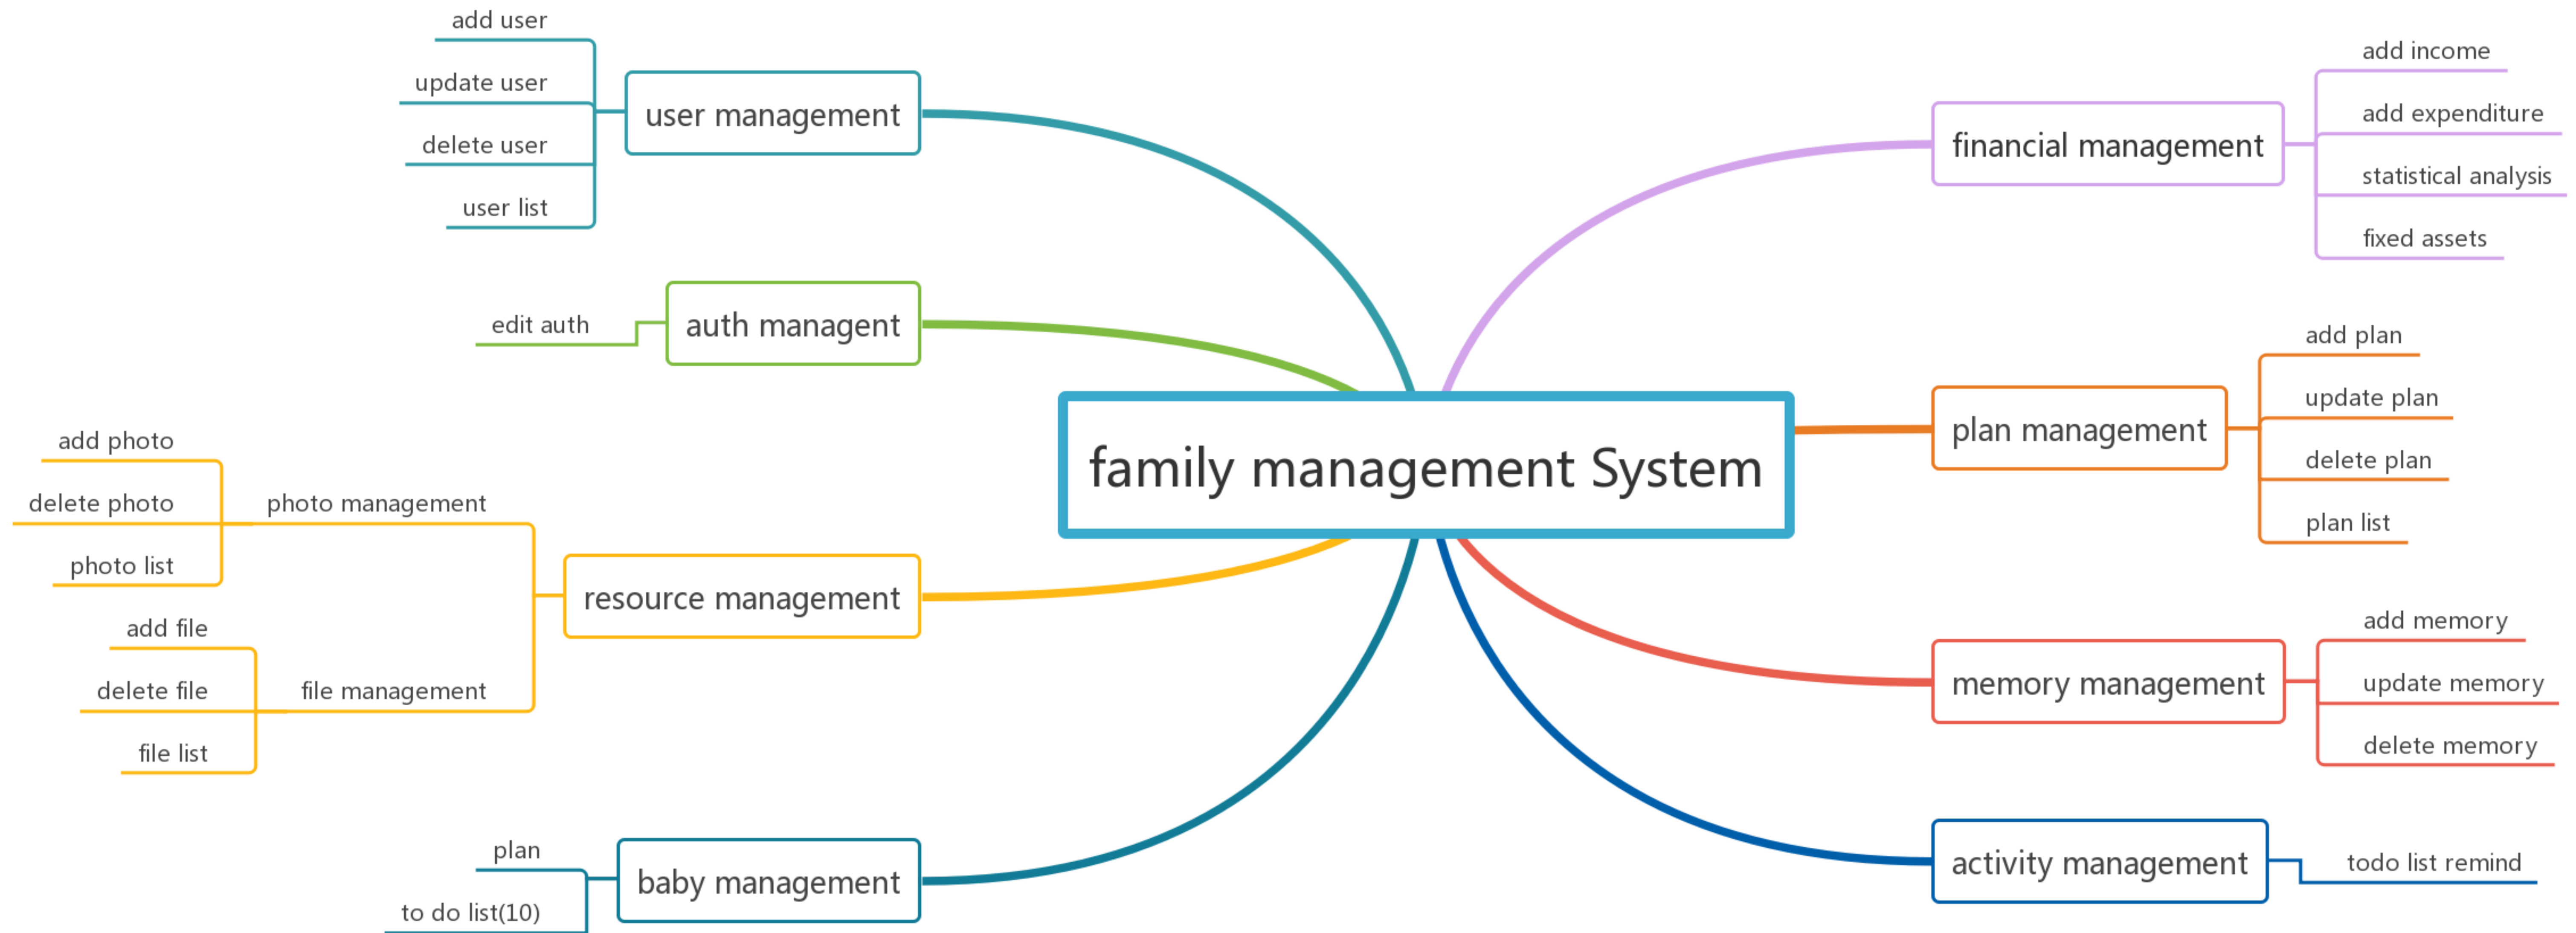 family management System
user management
add user
update user
delete user
user list
auth managent
edit auth
resource management
photo management
add photo
delete photo
photo list
file management
add file
delete file
file list
baby management
plan
to do list(10)
financial management
add income
add expenditure
statistical analysis
fixed assets
plan management
add plan
update plan
delete plan
plan list
memory management
add memory
update memory
delete memory
activity management
todo list remind